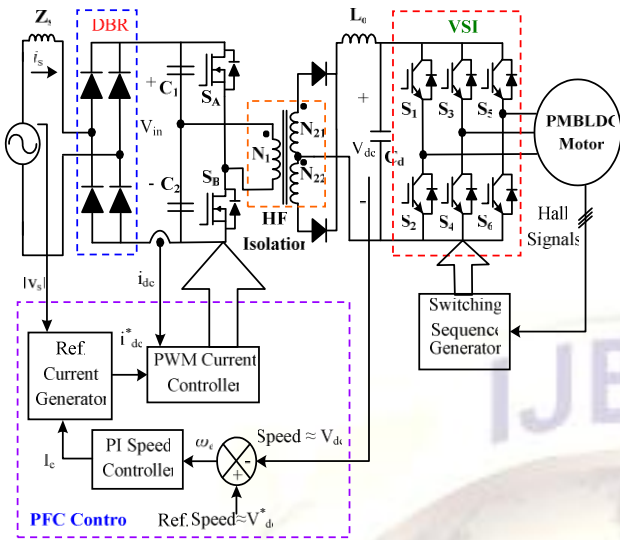 Zs
DBR
L0
VSI
is
+
C1
SA
Vin
-
C2
SB
N1
N21
N22
HF
Isolation
+
Vdc
Cd
-
S1
S3
S5
S2
S4
S6
PMBLDC
Motor
Hall
Signals
|vs|
idc
i*dc
Ref.
Current
Generator
PWM Current
Controller
Switching
Sequence
Generator
Ic
PI Speed
Controller
ωe
-
+
Speed ≈ Vdc
Ref. Speed≈V*dc
PFC Contro
IJE